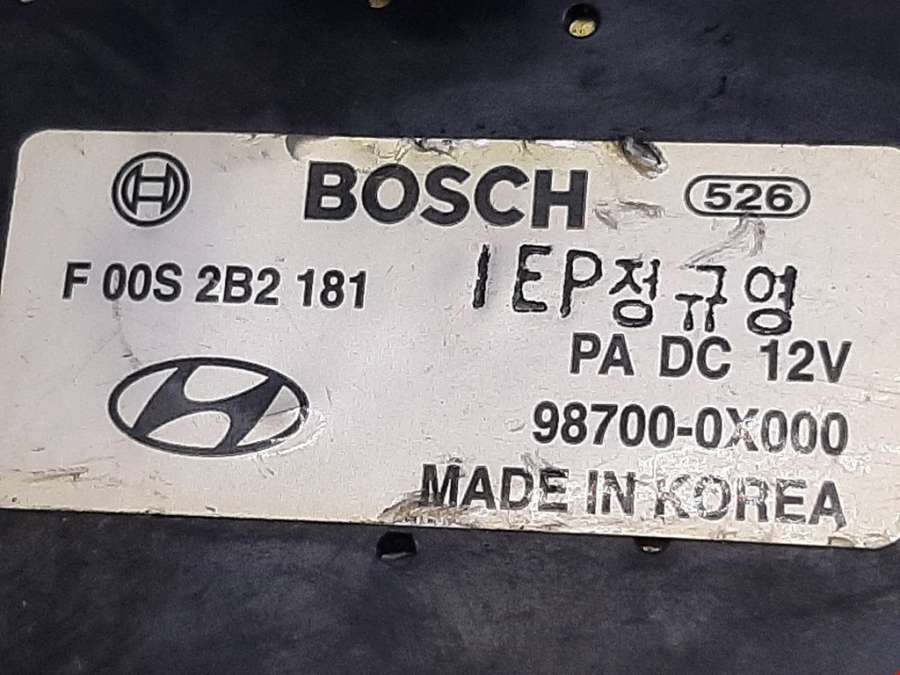 BOSCH 526
F 00S 2B2 181 IEP정규영
PA DC 12V
98700-0X000
MADE IN KOREA